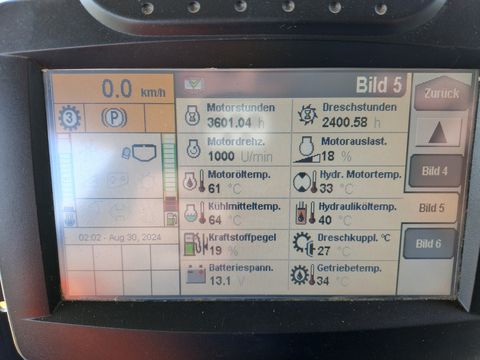 0.0 km/h
Bild 5
Zurück
3
P
Motorstunden
3601.04 h
Dreschstunden
2400.58 h
Motordrehz.
1000 U/min
Motorauslast.
18 %
Bild 4
Motoröltemp.
61 °C
Hydr. Motortemp.
33 °C
Kühlmitteltemp.
64 °C
Hydrauliköltemp.
40 °C
Bild 5
02:02 - Aug 30, 2024
Kraftstoffpegel
19 %
Dreschkuppl. °C
27 °C
Bild 6
Batteriespann.
13.1 V
Getriebetemp.
34 °C